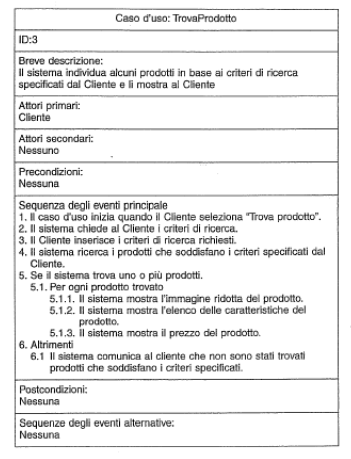 Caso d'uso: TrovaProdotto
ID:3
Breve descrizione:
Il sistema individua alcuni prodotti in base ai criteri di ricerca
specificati dal Cliente e li mostra al Cliente
Attori primari:
Cliente
Attori secondari:
Nessuno
Precondizioni:
Nessuna
Sequenza degli eventi principale
1. Il caso d'uso inizia quando il Cliente seleziona "Trova prodotto".
2. Il sistema chiede al Cliente i criteri di ricerca.
3. Il Cliente inserisce i criteri di ricerca richiesti.
4. Il sistema ricerca i prodotti che soddisfano i criteri specificati dal
Cliente.
5. Se il sistema trova uno o più prodotti.
5.1. Per ogni prodotto trovato
5.1.1. Il sistema mostra l'immagine ridotta del prodotto.
5.1.2. Il sistema mostra l'elenco delle caratteristiche del
prodotto.
5.1.3. Il sistema mostra il prezzo del prodotto.
6. Altrimenti
6.1 Il sistema comunica al cliente che non sono stati trovati
prodotti che soddisfano i criteri specificati.
Postcondizioni:
Nessuna
Sequenze degli eventi alternative:
Nessuna